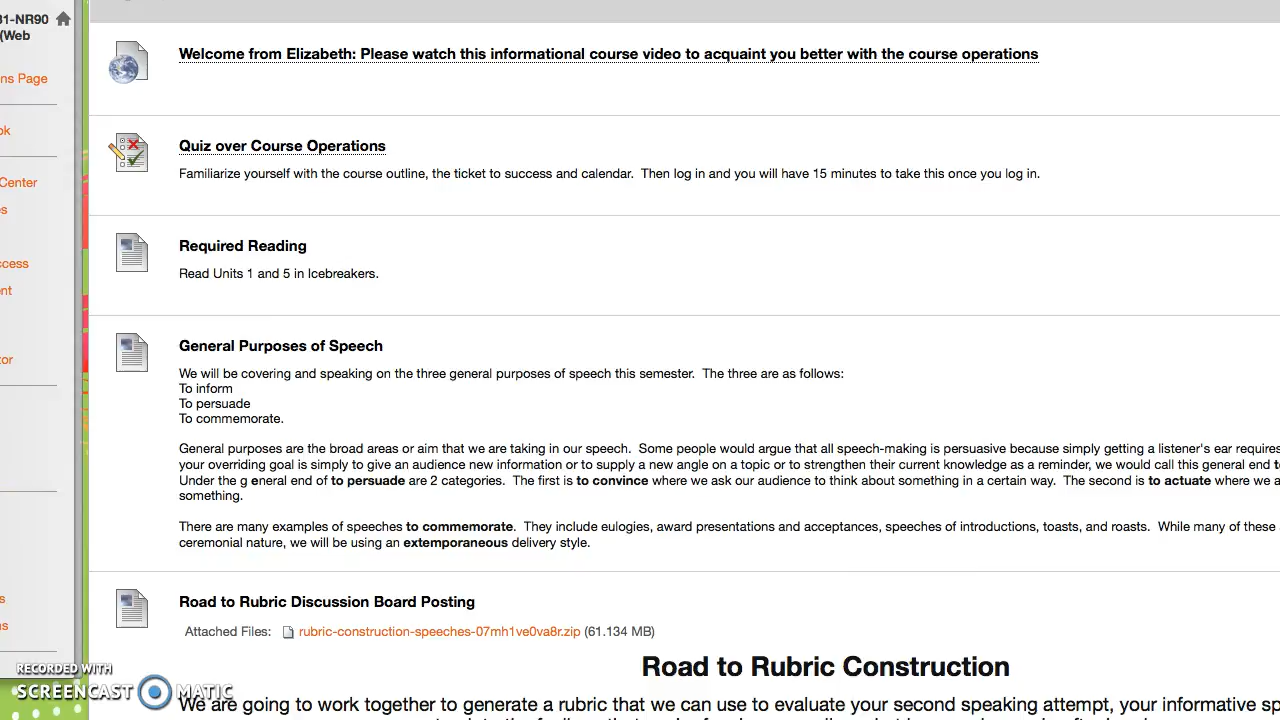 31-NR90
(Web
ns Page
ok
Center
s
ccess
nt
tor
s
ns
Welcome from Elizabeth: Please watch this informational course video to acquaint you better with the course operations
Quiz over Course Operations
Familiarize yourself with the course outline, the ticket to success and calendar.  Then log in and you will have 15 minutes to take this once you log in.
Required Reading
Read Units 1 and 5 in Icebreakers.
General Purposes of Speech
We will be covering and speaking on the three general purposes of speech this semester.  The three are as follows:
To inform
To persuade
To commemorate.
General purposes are the broad areas or aim that we are taking in our speech.  Some people would argue that all speech-making is persuasive because simply getting a listener's ear requires
your overriding goal is simply to give an audience new information or to supply a new angle on a topic or to strengthen their current knowledge as a reminder, we would call this general end
Under the g eneral end of to persuade are 2 categories.  The first is to convince where we ask our audience to think about something in a certain way.  The second is to actuate where we a
something.
There are many examples of speeches to commemorate.  They include eulogies, award presentations and acceptances, speeches of introductions, toasts, and roasts.  While many of these
ceremonial nature, we will be using an extemporaneous delivery style.
Road to Rubric Discussion Board Posting
Attached Files: rubric-construction-speeches-07mh1ve0va8r.zip (61.134 MB)
Road to Rubric Construction
We are going to work together to generate a rubric that we can use to evaluate your second speaking attempt, your informative sp
RECORDED WITH
SCREENCAST MATIC